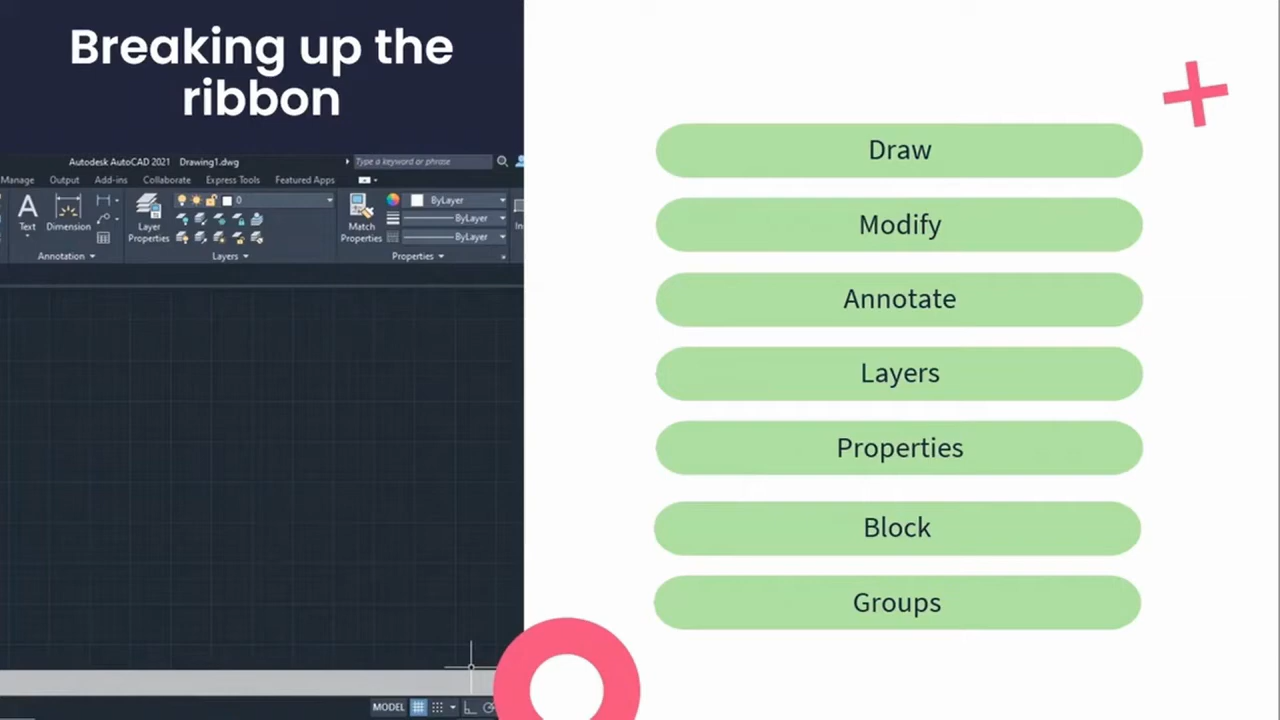 Breaking up the
ribbon
Autodesk AutoCAD 2021 Drawing1.dwg
Type a keyword or phrase
Manage Output Add-ins Collaborate Express Tools Featured Apps
0
ByLayer
A
Text
Dimension
Layer
Properties
Match
Properties
ByLayer
ByLayer
Annotation
Layers
Properties
MODEL
Draw
Modify
Annotate
Layers
Properties
Block
Groups